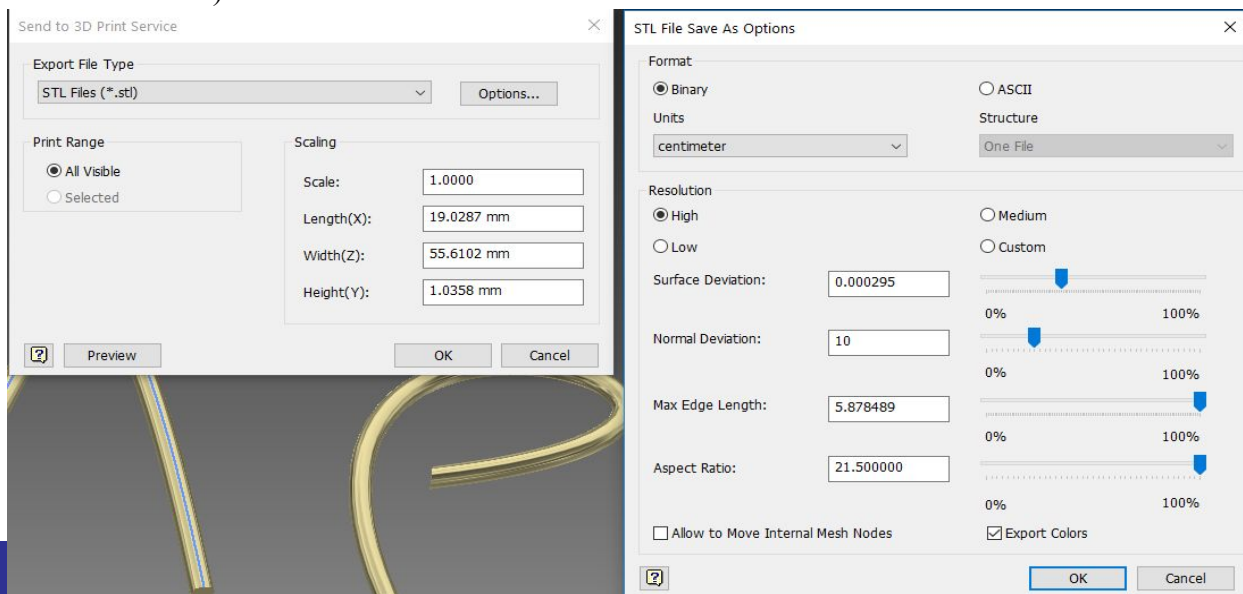 )
Send to 3D Print Service
Export File Type
STL Files (*.stl)
Options...
Print Range
All Visible
Selected
Scaling
Scale: 1.0000
Length(X): 19.0287 mm
Width(Z): 55.6102 mm
Height(Y): 1.0358 mm
Preview
OK Cancel
STL File Save As Options
Format
Binary ASCII
Units Structure
centimeter One File
Resolution
High Medium
Low Custom
Surface Deviation: 0.000295
0% 100%
Normal Deviation: 10
0% 100%
Max Edge Length: 5.878489
0% 100%
Aspect Ratio: 21.500000
0% 100%
Allow to Move Internal Mesh Nodes Export Colors
OK Cancel